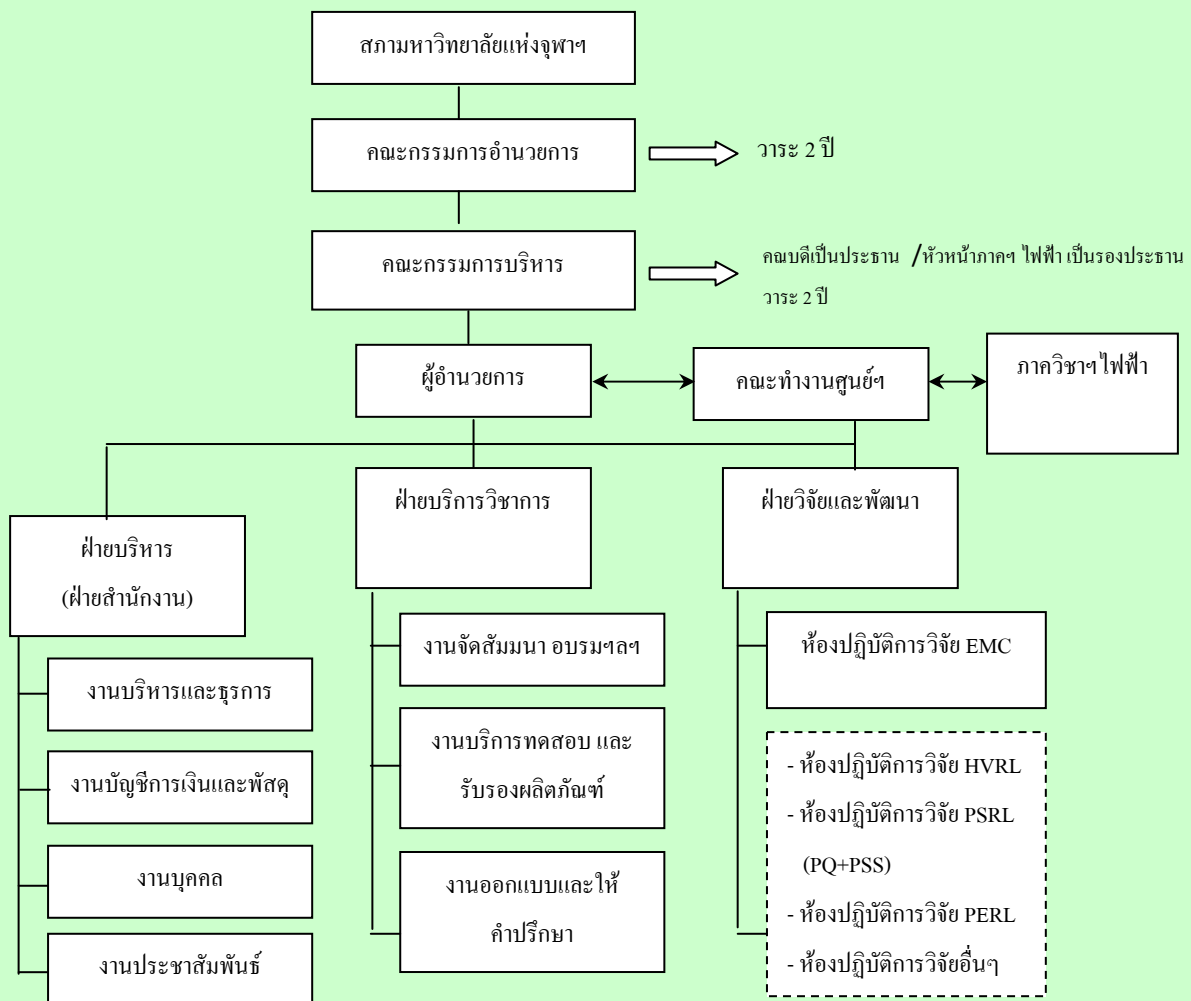 สภามหาวิทยาลัยแห่งจุฬาฯ
คณะกรรมการอำนวยการ
วาระ 2 ปี
คณะกรรมการบริหาร
คณบดีเป็นประธาน /หัวหน้าภาคฯ ไฟฟ้า เป็นรองประธาน
วาระ 2 ปี
ผู้อำนวยการ
คณะทำงานศูนย์ฯ
ภาควิชาฯ ไฟฟ้า
ฝ่ายบริหาร
(ฝ่ายสำนักงาน)
งานบริหารและธุรการ
งานบัญชีการเงินและพัสดุ
งานบุคคล
งานประชาสัมพันธ์
ฝ่ายบริการวิชาการ
งานจัดสัมมนา อบรมฯลฯ
งานบริการทดสอบ และ
รับรองผลิตภัณฑ์
งานออกแบบและให้
คำปรึกษา
ฝ่ายวิจัยและพัฒนา
ห้องปฏิบัติการวิจัย EMC
- ห้องปฏิบัติการวิจัย HVRL
- ห้องปฏิบัติการวิจัย PSRL
(PQ+PSS)
- ห้องปฏิบัติการวิจัย PERL
- ห้องปฏิบัติการวิจัยอื่นๆ